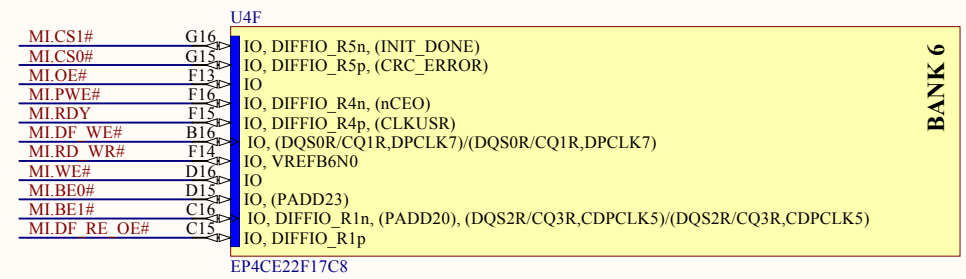 U4F
MI.CS1# G16 IO, DIFFIO_R5n, (INIT_DONE)
MI.CS0# G15 IO, DIFFIO_R5p, (CRC_ERROR)
MI.OE# F13 IO
MI.PWE# F16 IO, DIFFIO_R4n, (nCEO)
MI.RDY F15 IO, DIFFIO_R4p, (CLKUSR)
MI.DF_WE# B16 IO, (DQS0R/CQ1R,DPCLK7)/(DQS0R/CQ1R,DPCLK7)
MI.RD_WR# F14 IO, VREFB6N0
MI.WE# D16 IO
MI.BE0# D15 IO, (PADD23)
MI.BE1# C16 IO, DIFFIO_R1n, (PADD20), (DQS2R/CQ3R,CDPCLK5)/(DQS2R/CQ3R,CDPCLK5)
MI.DF_RE_OE# C15 IO, DIFFIO_R1p
BANK 6
EP4CE22F17C8